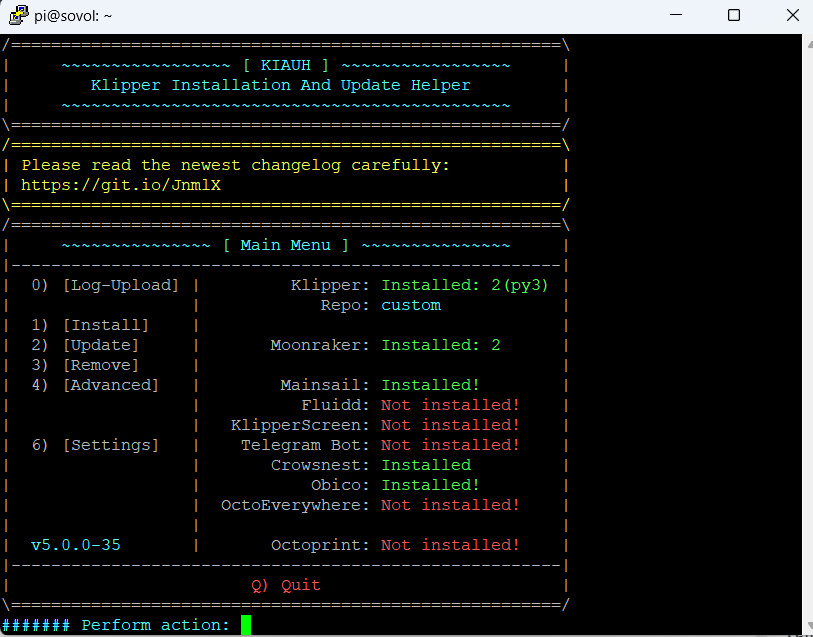 pi@sovol: ~
/=======================================================\
|     ~~~~~~~~~~~~~~~~~ [ KIAUH ] ~~~~~~~~~~~~~~~~~     |
|        Klipper Installation And Update Helper         |
|     ~~~~~~~~~~~~~~~~~~~~~~~~~~~~~~~~~~~~~~~~~~~~~     |
\=======================================================/
/=======================================================\
| Please read the newest changelog carefully:           |
| https://git.io/JnmlX                                  |
\=======================================================/
/=======================================================\
|     ~~~~~~~~~~~~~~~ [ Main Menu ] ~~~~~~~~~~~~~~~     |
|-------------------------------------------------------|
|  0) [Log-Upload] |         Klipper: Installed: 2(py3) |
|                  |            Repo: custom            |
|  1) [Install]    |                                    |
|  2) [Update]     |       Moonraker: Installed: 2      |
|  3) [Remove]     |                                    |
|  4) [Advanced]   |        Mainsail: Installed!        |
|                  |          Fluidd: Not installed!    |
|                  |   KlipperScreen: Not installed!    |
|  6) [Settings]   |    Telegram Bot: Not installed!    |
|                  |       Crowsnest: Installed         |
|                  |           Obico: Installed!        |
|                  |  OctoEverywhere: Not installed!    |
|                  |                                    |
|  v5.0.0-35       |       Octoprint: Not installed!    |
|-------------------------------------------------------|
|                        Q) Quit                        |
\=======================================================/
####### Perform action: